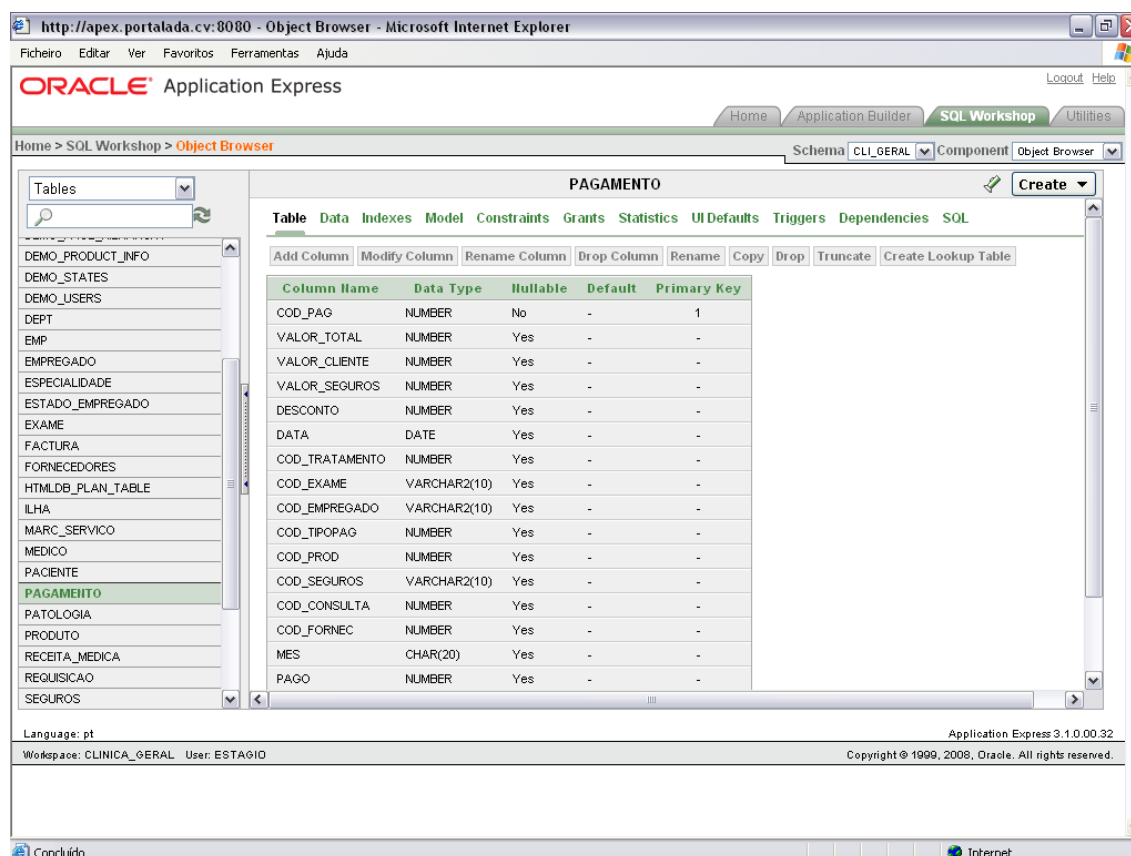 http://apex.portalada.cv:8080 - Object Browser - Microsoft Internet Explorer
Ficheiro Editar Ver Favoritos Ferramentas Ajuda
ORACLE Application Express
Logout Help
Home Application Builder SQL Workshop Utilities
Home > SQL Workshop > Object Browser
Schema CLI_GERAL Component Object Browser
Tables
PAGAMENTO
Create
Table Data Indexes Model Constraints Grants Statistics UI Defaults Triggers Dependencies SQL
Add Column Modify Column Rename Column Drop Column Rename Copy Drop Truncate Create Lookup Table
DEMO_PRODUCT_INFO
DEMO_STATES
DEMO_USERS
DEPT
EMP
EMPREGADO
ESPECIALIDADE
ESTADO_EMPREGADO
EXAME
FACTURA
FORNECEDORES
HTMLDB_PLAN_TABLE
ILHA
MARC_SERVICO
MEDICO
PACIENTE
PAGAMENTO
PATOLOGIA
PRODUTO
RECEITA_MEDICA
REQUISICAO
SEGUROS
Column Name Data Type Nullable Default Primary Key
COD_PAG NUMBER No - 1
VALOR_TOTAL NUMBER Yes - -
VALOR_CLIENTE NUMBER Yes - -
VALOR_SEGUROS NUMBER Yes - -
DESCONTO NUMBER Yes - -
DATA DATE Yes - -
COD_TRATAMENTO NUMBER Yes - -
COD_EXAME VARCHAR2(10) Yes - -
COD_EMPREGADO VARCHAR2(10) Yes - -
COD_TIPOPAG NUMBER Yes - -
COD_PROD NUMBER Yes - -
COD_SEGUROS VARCHAR2(10) Yes - -
COD_CONSULTA NUMBER Yes - -
COD_FORNEC NUMBER Yes - -
MES CHAR(20) Yes - -
PAGO NUMBER Yes - -
Language: pt
Application Express 3.1.0.00.32
Workspace: CLINICA_GERAL User: ESTAGIO
Copyright © 1999, 2008, Oracle. All rights reserved.
Concluído
Internet